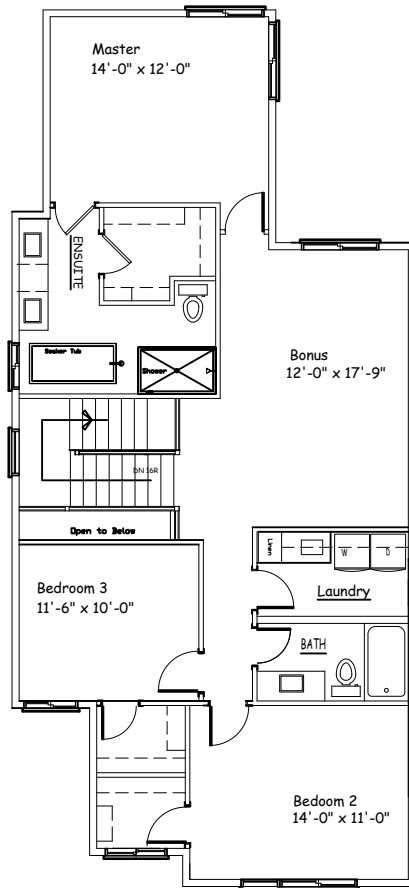 Master
14'-0" x 12'-0"
ENSUITE
Soaker Tub
Shower
Bonus
12'-0" x 17'-9"
DN 16R
Open to Below
Linen
W
D
Laundry
Bedroom 3
11'-6" x 10'-0"
BATH
Bedoom 2
14'-0" x 11'-0"